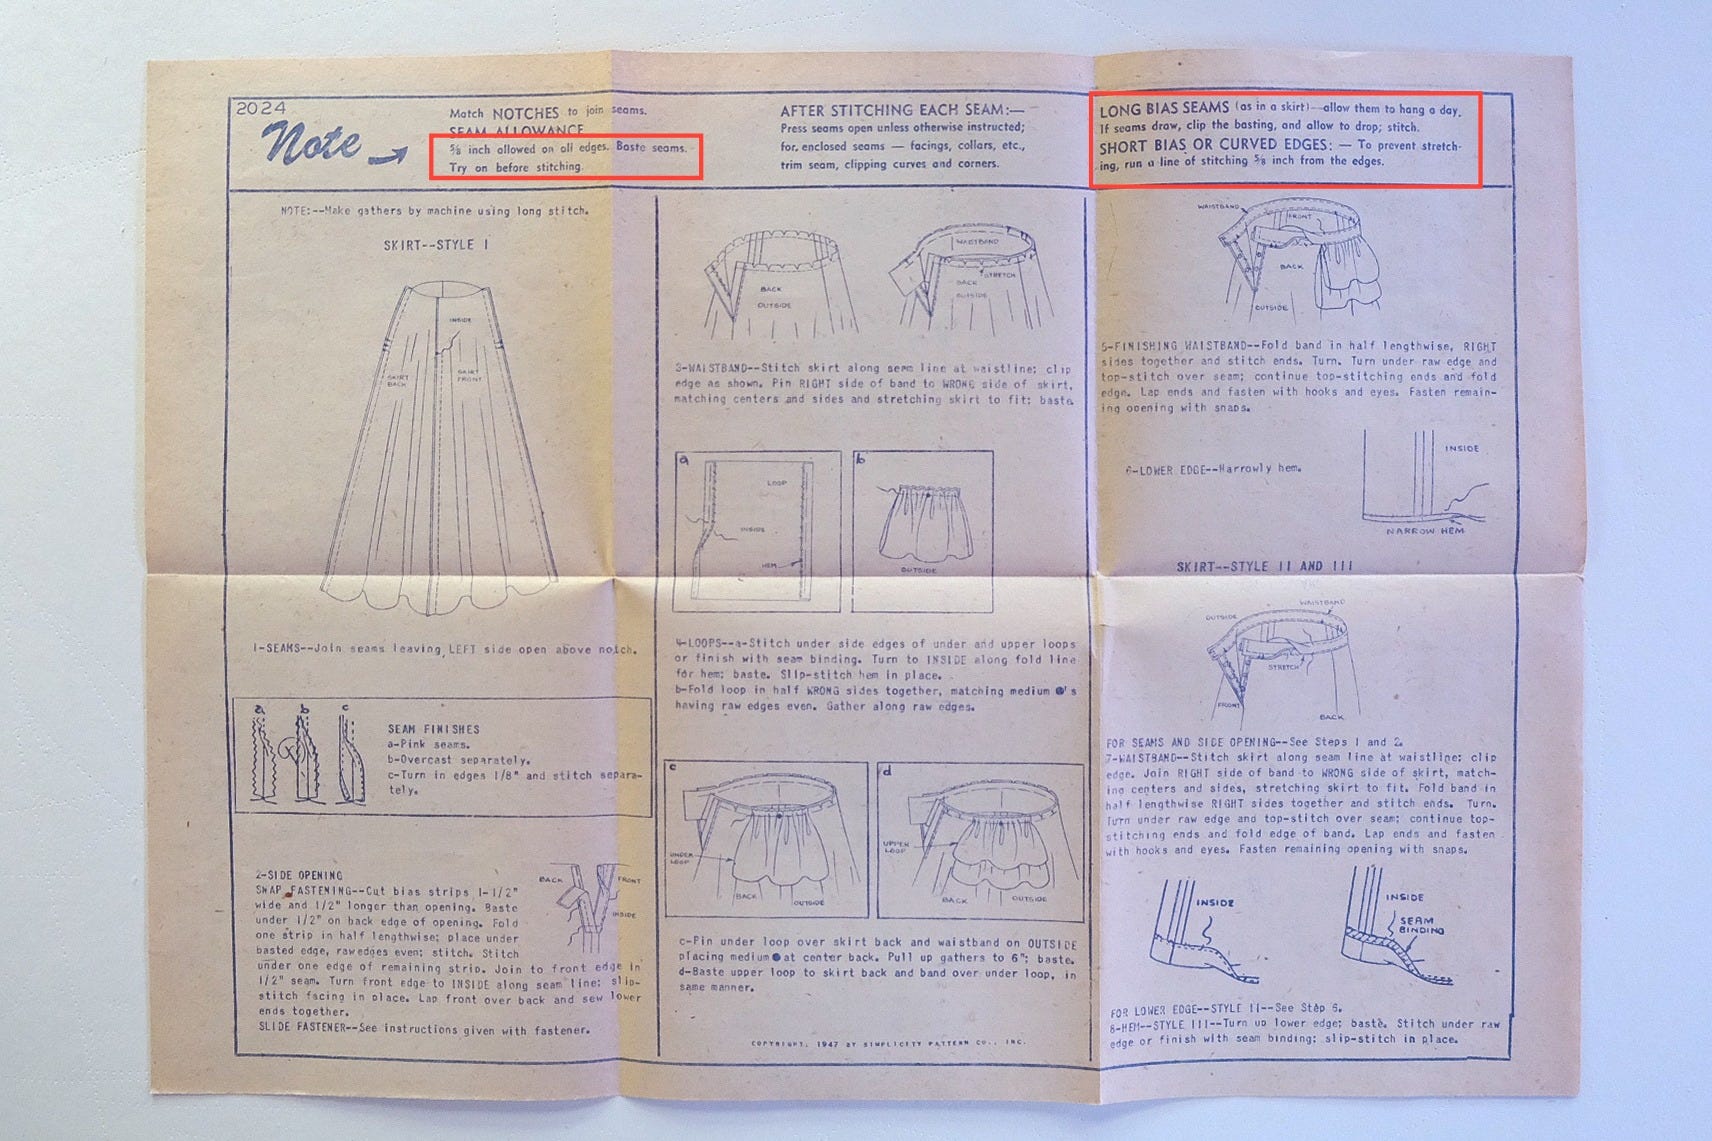 2024
Note
Match NOTCHES to join seams.
SEAM ALLOWANCE
5/8 inch allowed on all edges. Baste seams.
Try on before stitching.
AFTER STITCHING EACH SEAM:—
Press seams open unless otherwise instructed;
for enclosed seams — facings, collars, etc.,
trim seam, clipping curves and corners.
LONG BIAS SEAMS (as in a skirt)—allow them to hang a day.
If seams draw, clip the basting, and allow to drop; stitch.
SHORT BIAS OR CURVED EDGES: — To prevent stretch-
ing, run a line of stitching 5/8 inch from the edges.
NOTE:--Make gathers by machine using long stitch.
SKIRT--STYLE I
INSIDE
SKIRT
BACK
SKIRT
FRONT
1-SEAMS--Join seams leaving LEFT side open above notch.
a
b
c
SEAM FINISHES
a-Pink seams.
b-Overcast separately.
c-Turn in edges 1/8" and stitch separa-
tely.
2-SIDE OPENING
SNAP FASTENING--Cut bias strips 1-1/2"
wide and 1/2" longer than opening. Baste
under 1/2" on back edge of opening. Fold
one strip in half lengthwise; place under
basted edge, raw edges even; stitch. Stitch
under one edge of remaining strip. Join to front edge in
1/2" seam. Turn front edge to INSIDE along seam line; slip-
stitch facing in place. Lap front over back and sew lower
ends together.
SLIDE FASTENER--See instructions given with fastener.
BACK
FRONT
INSIDE
BACK
OUTSIDE
WAISTBAND
STRETCH
BACK
OUTSIDE
3-WAISTBAND--Stitch skirt along seam line at waistline; clip
edge as shown. Pin RIGHT side of band to WRONG side of skirt,
matching centers and sides and stretching skirt to fit; baste.
a
LOOP
INSIDE
HEM
b
OUTSIDE
4-LOOPS--a-Stitch under side edges of under and upper loops
or finish with seam binding. Turn to INSIDE along fold line
for hem; baste. Slip-stitch hem in place.
b-Fold loop in half WRONG sides together, matching medium ●'s
having raw edges even. Gather along raw edges.
c
UNDER
LOOP
BACK
OUTSIDE
d
UPPER
LOOP
BACK
OUTSIDE
c-Pin under loop over skirt back and waistband on OUTSIDE
placing medium ● at center back. Pull up gathers to 6"; baste.
d-Baste upper loop to skirt back and band over under loop, in
same manner.
COPYRIGHT, 1947 BY SIMPLICITY PATTERN CO., INC.
WAISTBAND
FRONT
BACK
OUTSIDE
5-FINISHING WAISTBAND--Fold band in half lengthwise, RIGHT
sides together and stitch ends. Turn. Turn under raw edge and
top-stitch over seam; continue top-stitching ends and fold
edge. Lap ends and fasten with hooks and eyes. Fasten remain-
ing opening with snaps.
6-LOWER EDGE--Narrowly hem.
INSIDE
NARROW HEM
SKIRT--STYLE II AND III
OUTSIDE
WAISTBAND
STRETCH
FRONT
BACK
FOR SEAMS AND SIDE OPENING--See Steps 1 and 2.
7-WAISTBAND--Stitch skirt along seam line at waistline; clip
edge. Join RIGHT side of band to WRONG side of skirt, match-
ing centers and sides, stretching skirt to fit. Fold band in
half lengthwise RIGHT sides together and stitch ends. Turn.
Turn under raw edge and top-stitch over seam; continue top-
stitching ends and fold edge of band. Lap ends and fasten
with hooks and eyes. Fasten remaining opening with snaps.
INSIDE
INSIDE
SEAM
BINDING
FOR LOWER EDGE--STYLE II--See Step 6.
8-HEM--STYLE III--Turn up lower edge; baste. Stitch under raw
edge or finish with seam binding; slip-stitch in place.